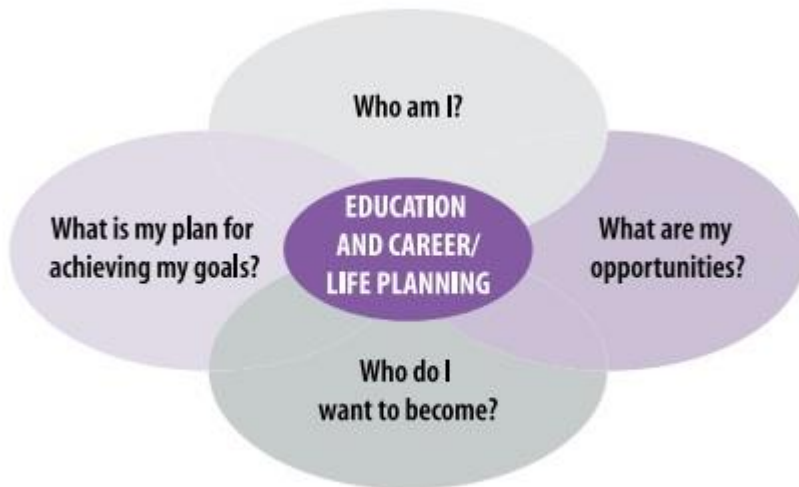 Who am I?
What is my plan for
achieving my goals?
EDUCATION
AND CAREER/
LIFE PLANNING
What are my
opportunities?
Who do I
want to become?